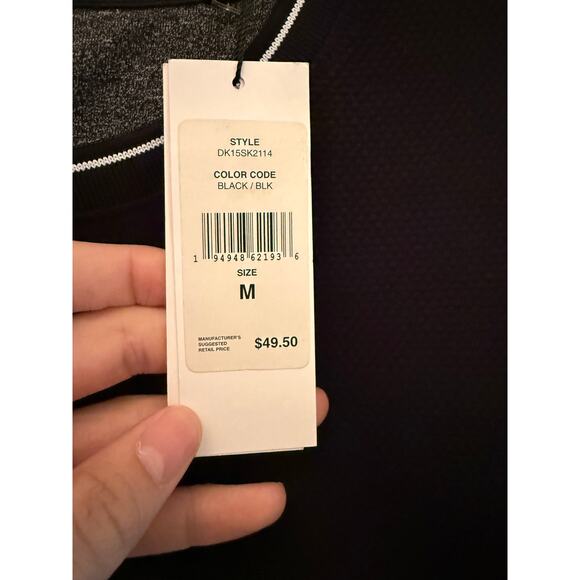 STYLE
DK15SK2114
COLOR CODE
BLACK / BLK
1 94948 62193 6
SIZE
M
MANUFACTURER'S
SUGGESTED
RETAIL PRICE
$49.50